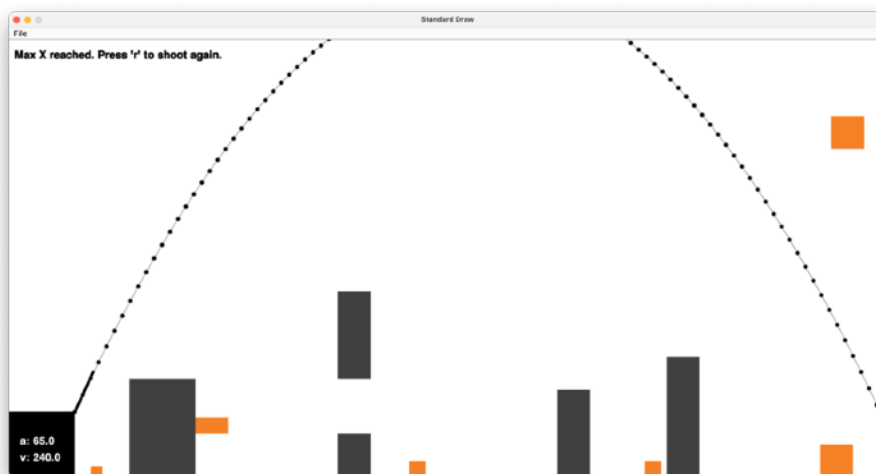 Standard Draw
File
Max X reached. Press 'r' to shoot again.
a: 65.0
v: 240.0